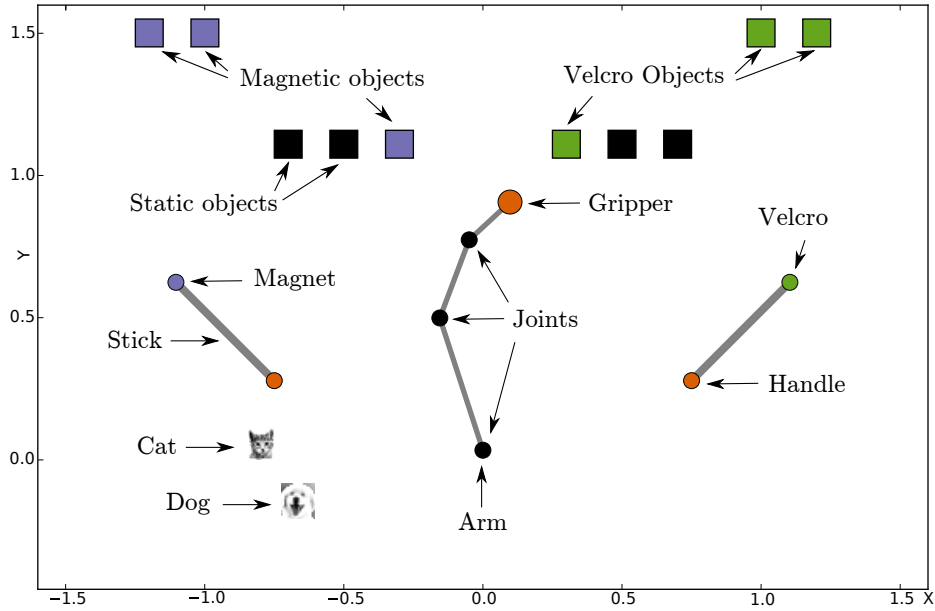 1.5
Magnetic objects
Velcro Objects
1.0
Static objects
Gripper
Velcro
Y
Magnet
0.5
Joints
Stick
Handle
Cat
0.0
Dog
Arm
−1.5 −1.0 −0.5 0.0 0.5 1.0 1.5 X